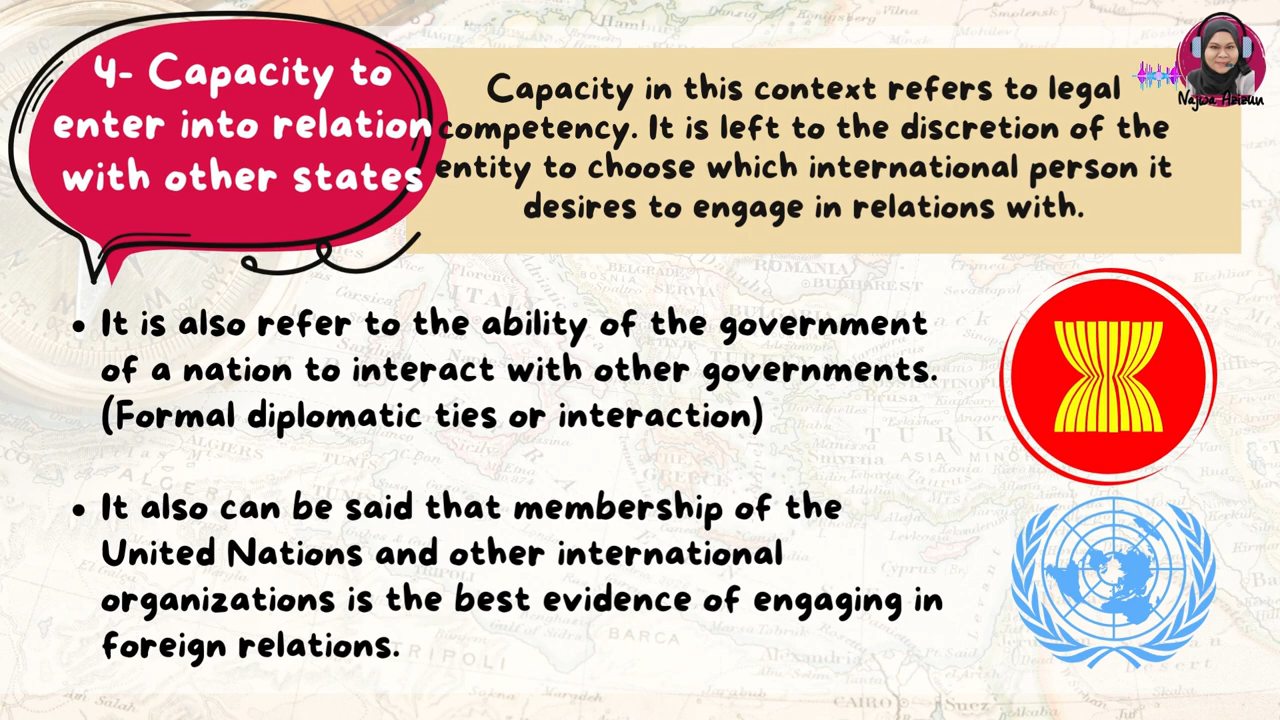 4- Capacity to
enter into relation
with other states
Capacity in this context refers to legal
competency. It is left to the discretion of the
entity to choose which international person it
desires to engage in relations with.
Najwa Azizun
• It is also refer to the ability of the government
of a nation to interact with other governments.
(Formal diplomatic ties or interaction)
• It also can be said that membership of the
United Nations and other international
organizations is the best evidence of engaging in
foreign relations.